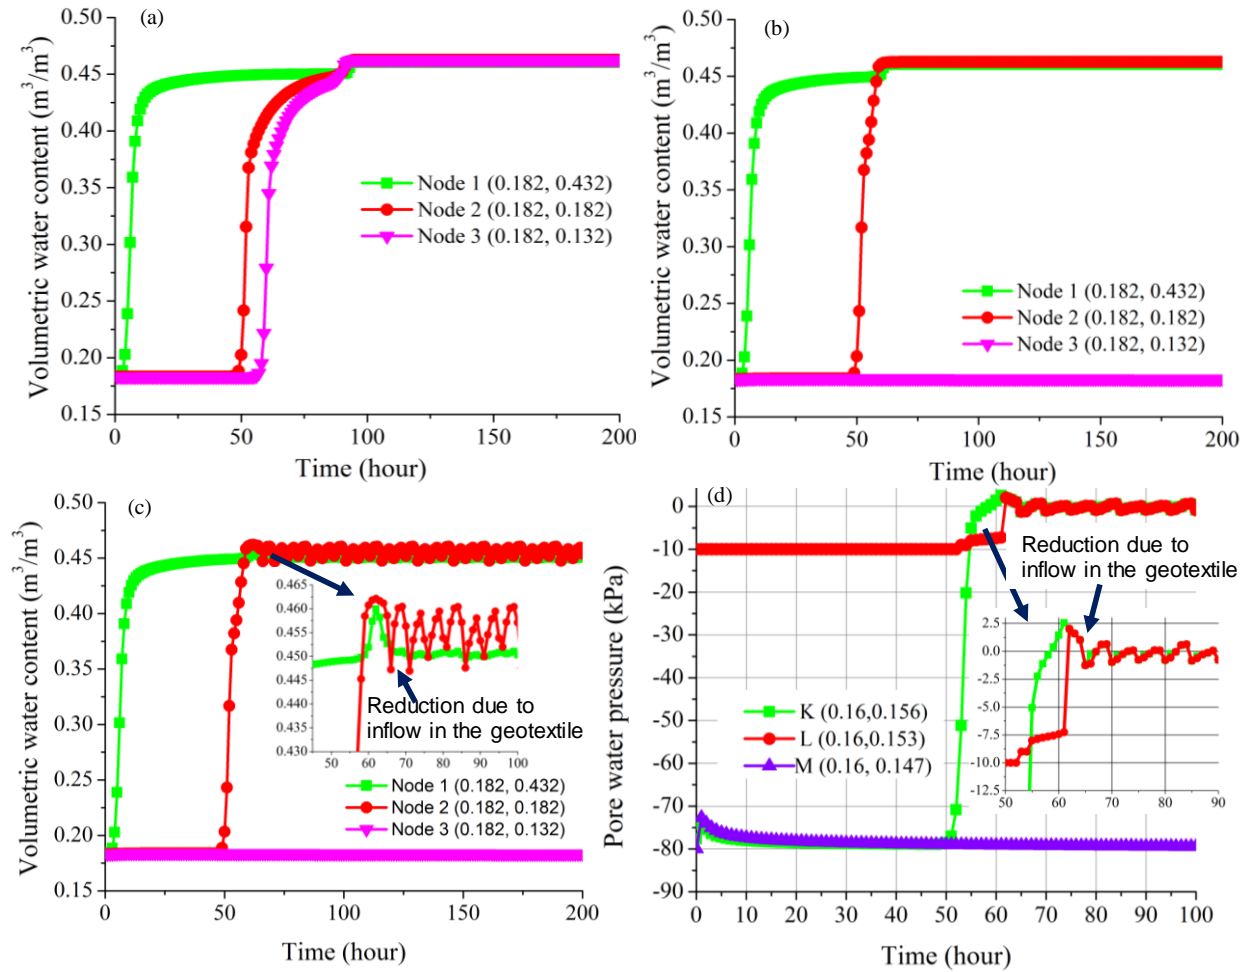 (a)
0.50
0.45
0.40
0.35
0.30
0.25
0.20
0.15
Volumetric water content (m³/m³)
Node 1 (0.182, 0.432)
Node 2 (0.182, 0.182)
Node 3 (0.182, 0.132)
0 50 100 150 200
Time (hour)
(b)
0.50
0.45
0.40
0.35
0.30
0.25
0.20
0.15
Volumetric water content (m³/m³)
Node 1 (0.182, 0.432)
Node 2 (0.182, 0.182)
Node 3 (0.182, 0.132)
0 50 100 150 200
Time (hour)
(c)
0.50
0.45
0.40
0.35
0.30
0.25
0.20
0.15
Volumetric water content (m³/m³)
0.465
0.460
0.455
0.450
0.445
0.440
0.435
0.430
50 60 70 80 90 100
Reduction due to
inflow in the geotextile
Node 1 (0.182, 0.432)
Node 2 (0.182, 0.182)
Node 3 (0.182, 0.132)
0 50 100 150 200
Time (hour)
(d)
0
-10
-20
-30
-40
-50
-60
-70
-80
-90
Pore water pressure (kPa)
Reduction due to
inflow in the geotextile
2.5
0.0
-2.5
-5.0
-7.5
-10.0
-12.5
50 60 70 80 90
K (0.16,0.156)
L (0.16,0.153)
M (0.16, 0.147)
0 10 20 30 40 50 60 70 80 90 100
Time (hour)